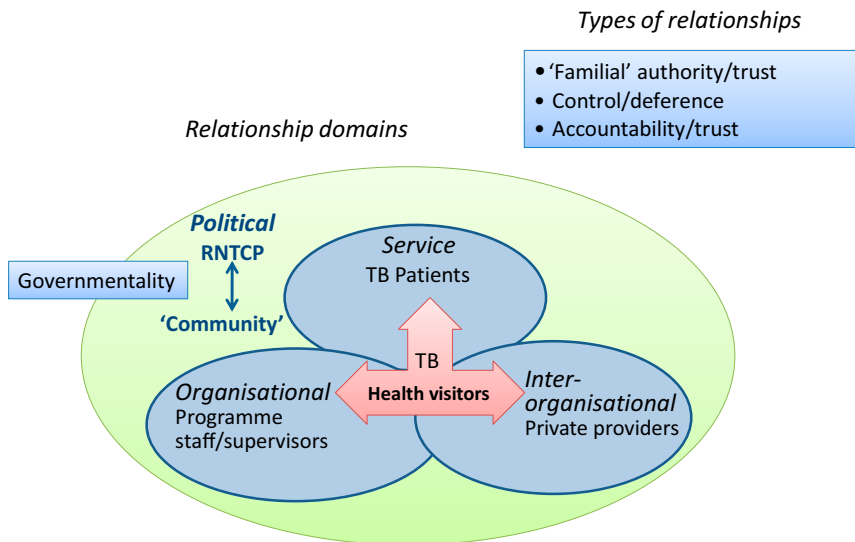 Types of relationships
• 'Familial' authority/trust
• Control/deference
• Accountability/trust
Relationship domains
Political
RNTCP
'Community'
Governmentality
Service
TB Patients
TB
Health visitors
Organisational
Programme
staff/supervisors
Inter-
organisational
Private providers